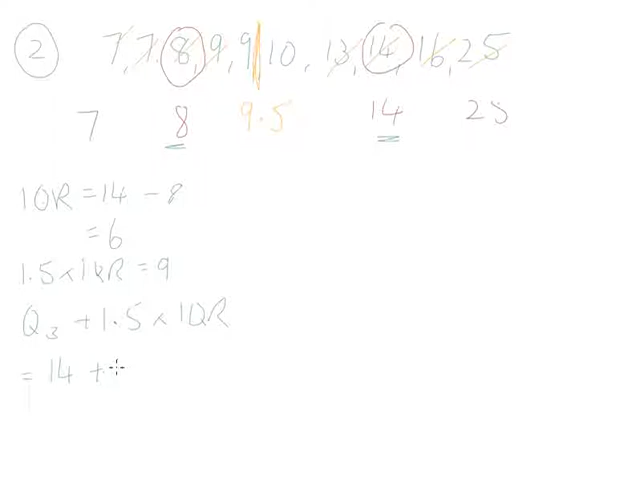 2 7, 7, 8, 9, 9 10, 13, 14, 16, 25
7 8 9.5 14 25
IQR = 14 - 8
= 6
1.5 × IQR = 9
Q3 + 1.5 × IQR
= 14 +